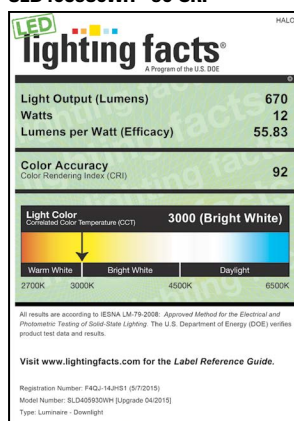 LED
HALO
lighting facts®
A Program of the U.S. DOE
Light Output (Lumens) 670
Watts 12
Lumens per Watt (Efficacy) 55.83
Color Accuracy
Color Rendering Index (CRI) 92
Light Color
Correlated Color Temperature (CCT) 3000 (Bright White)
Warm White Bright White Daylight
2700K 3000K 4500K 6500K
All results are according to IESNA LM-79-2008: Approved Method for the Electrical and
Photometric Testing of Solid-State Lighting. The U.S. Department of Energy (DOE) verifies
product test data and results.
Visit www.lightingfacts.com for the Label Reference Guide.
Registration Number: F4QJ-14JHS1 (5/7/2015)
Model Number: SLD405930WH [Upgrade 04/2015]
Type: Luminaire - Downlight